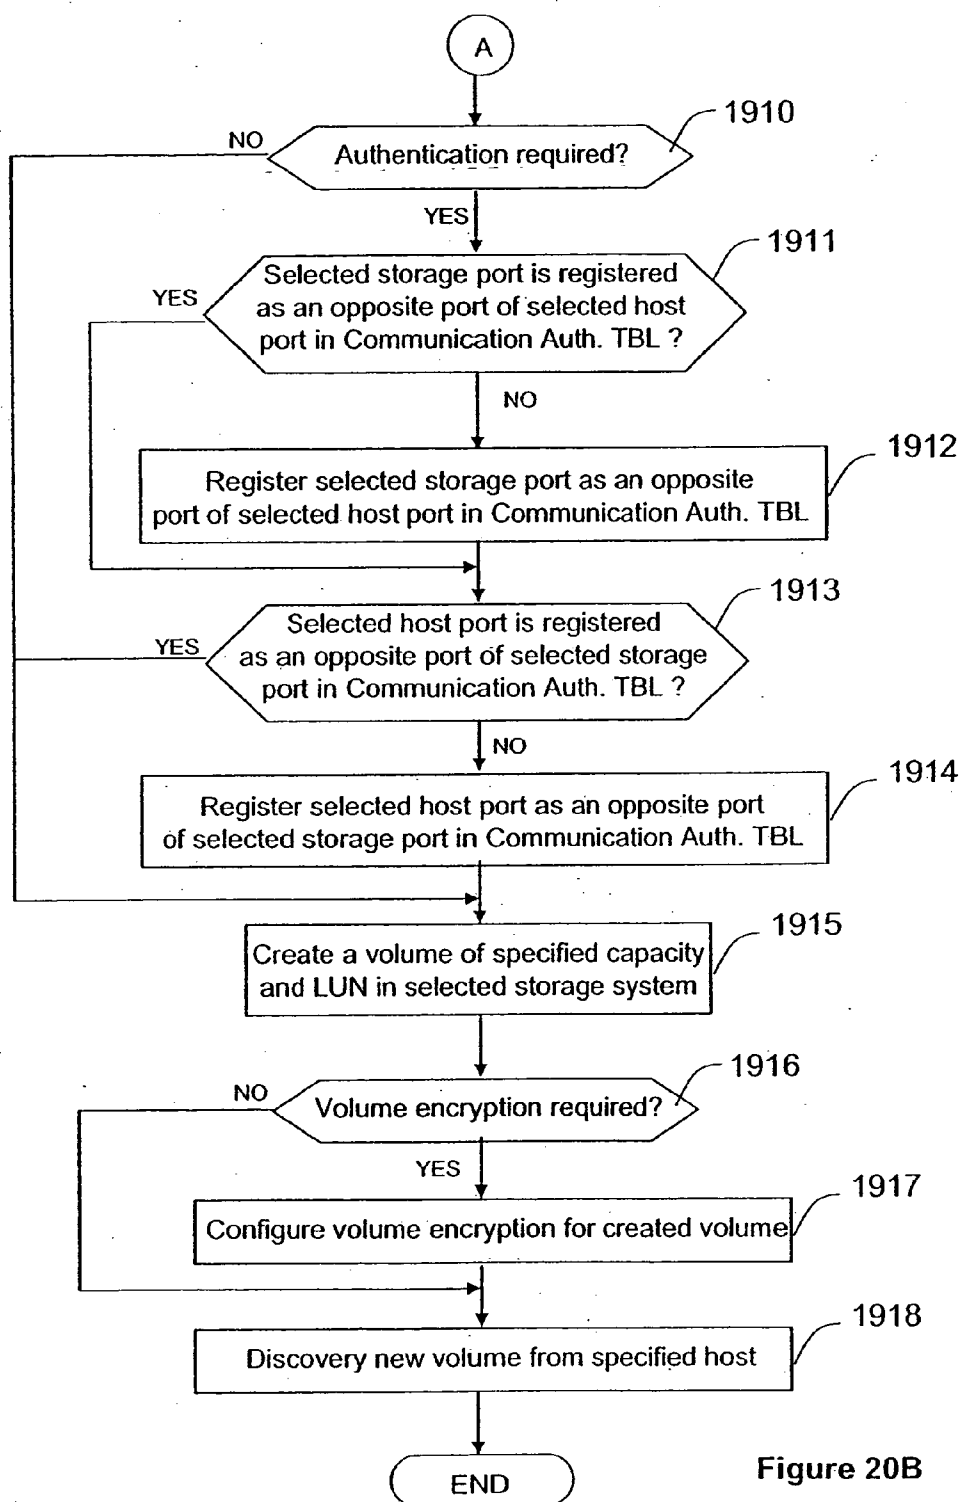 A
1910
NO
Authentication required?
YES
1911
Selected storage port is registered
as an opposite port of selected host
port in Communication Auth. TBL ?
YES
NO
1912
Register selected storage port as an opposite
port of selected host port in Communication Auth. TBL
1913
Selected host port is registered
as an opposite port of selected storage
port in Communication Auth. TBL ?
YES
NO
1914
Register selected host port as an opposite port
of selected storage port in Communication Auth. TBL
1915
Create a volume of specified capacity
and LUN in selected storage system
1916
NO
Volume encryption required?
YES
1917
Configure volume encryption for created volume
1918
Discovery new volume from specified host
END
Figure 20B